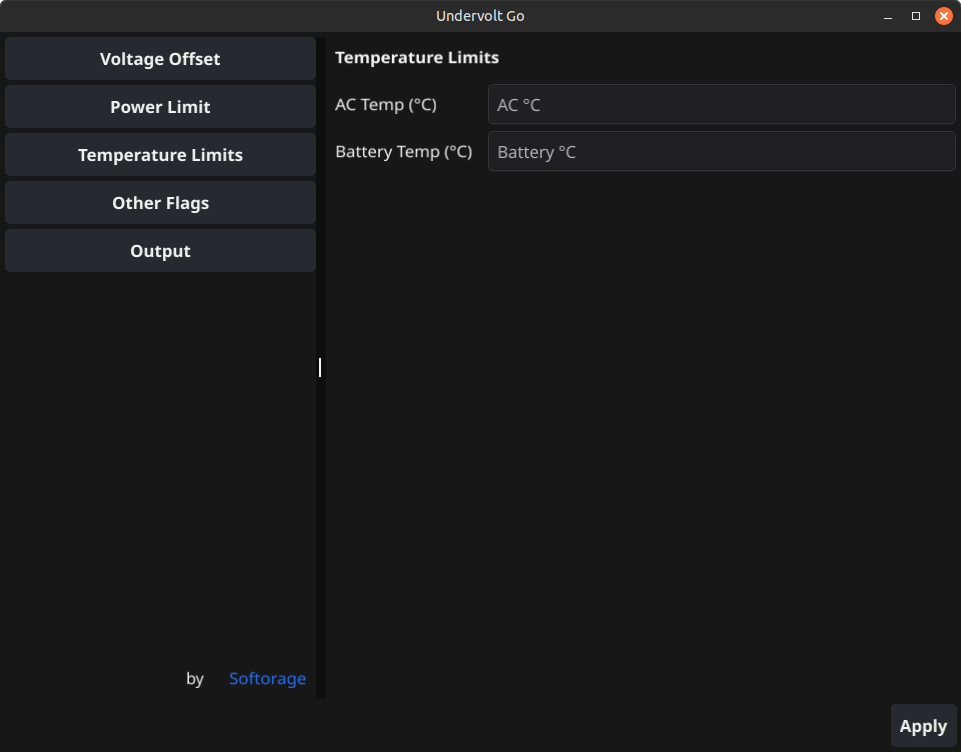 Undervolt Go
Voltage Offset
Power Limit
Temperature Limits
Other Flags
Output
by Softorage
Temperature Limits
AC Temp (°C) AC °C
Battery Temp (°C) Battery °C
Apply